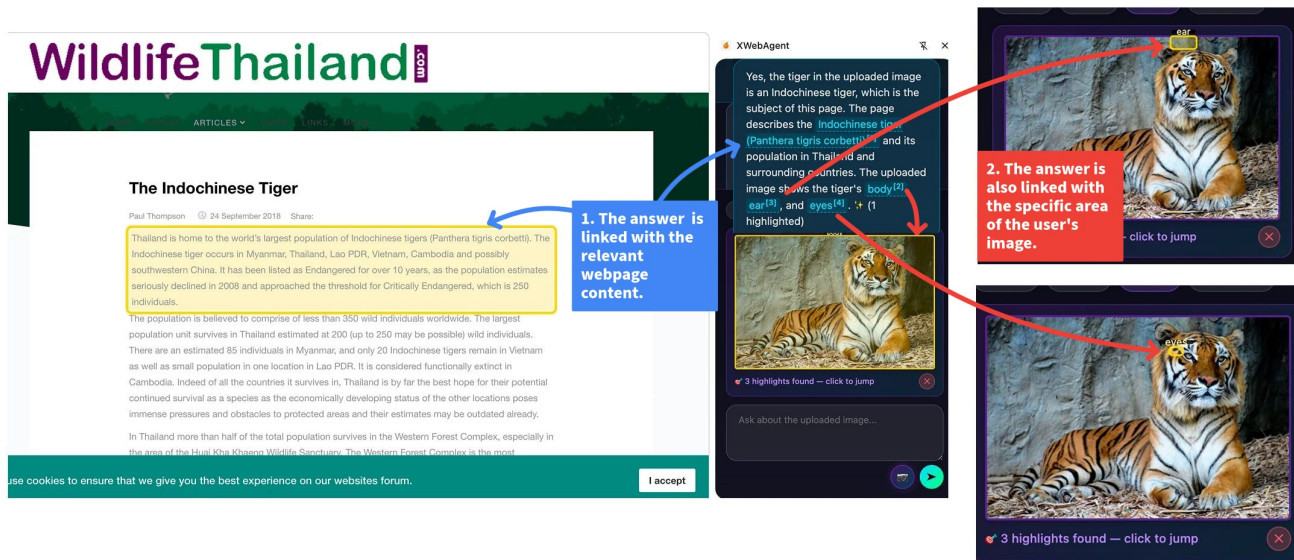 WildlifeThailand.com
ARTICLES
LINKS
The Indochinese Tiger
Paul Thompson 24 September 2018 Share:
Thailand is home to the world's largest population of Indochinese tigers (Panthera tigris corbetti). The
Indochinese tiger occurs in Myanmar, Thailand, Lao PDR, Vietnam, Cambodia and possibly
southwestern China. It has been listed as Endangered for over 10 years, as the population estimates
seriously declined in 2008 and approached the threshold for Critically Endangered, which is 250
individuals.
The population is believed to comprise of less than 350 wild individuals worldwide. The largest
population unit survives in Thailand estimated at 200 (up to 250 may be possible) wild individuals.
There are an estimated 85 individuals in Myanmar, and only 20 Indochinese tigers remain in Vietnam
as well as small population in one location in Lao PDR. It is considered functionally extinct in
Cambodia. Indeed of all the countries it survives in, Thailand is by far the best hope for their potential
continued survival as a species as the economically developing status of the other locations poses
immense pressures and obstacles to protected areas and their estimates may be outdated already.
In Thailand more than half of the total population survives in the Western Forest Complex, especially in
the area of the Huai Kha Khaeng Wildlife Sanctuary. The Western Forest Complex is the most
use cookies to ensure that we give you the best experience on our websites forum.
I accept
1. The answer is
linked with the
relevant
webpage
content.
XWebAgent
Yes, the tiger in the uploaded image
is an Indochinese tiger, which is the
subject of this page. The page
describes the Indochinese tiger
(Panthera tigris corbetti)[1] and its
population in Thailand and
surrounding countries. The uploaded
image shows the tiger's body[2]
ear[3], and eyes[4]. ✨ (1
highlighted)
3 highlights found — click to jump
Ask about the uploaded image...
ear
2. The answer is
also linked with
the specific area
of the user's
image.
click to jump
eyes
3 highlights found — click to jump